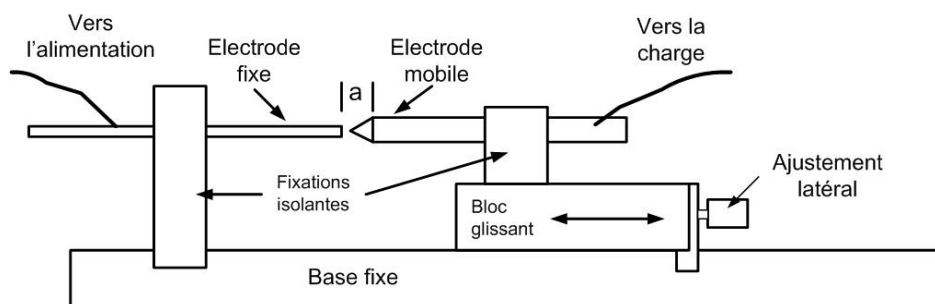 Vers
l'alimentation
Electrode
fixe
a
Electrode
mobile
Vers la
charge
Fixations
isolantes
Ajustement
latéral
Bloc
glissant
Base fixe